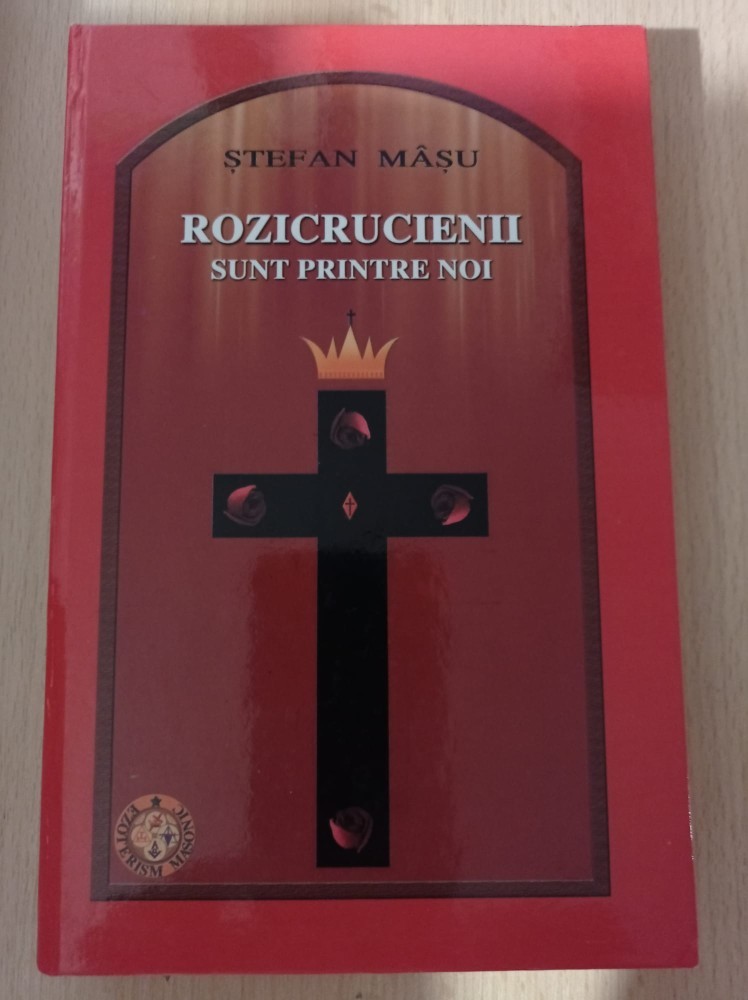 ȘTEFAN MÂȘU
ROZICRUCIENII
SUNT PRINTRE NOI
EZOTERISM MASONIC